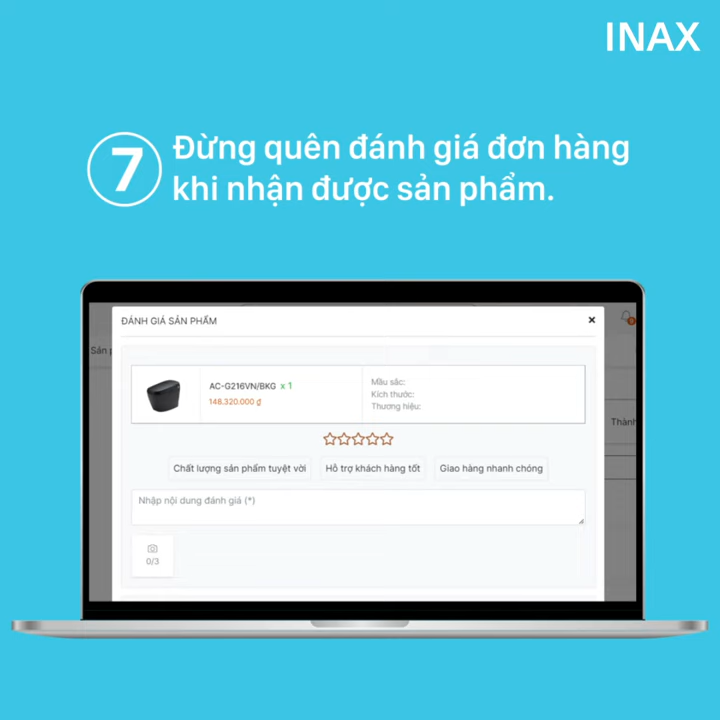 INAX
7
Đừng quên đánh giá đơn hàng
khi nhận được sản phẩm.
ĐÁNH GIÁ SẢN PHẨM
×
Sản p
AC-G216VN/BKG x 1
148.320.000 ₫
Mầu sắc:
Kích thước:
Thương hiệu:
Thành
Chất lượng sản phẩm tuyệt vời
Hỗ trợ khách hàng tốt
Giao hàng nhanh chóng
Nhập nội dung đánh giá (*)
0/3